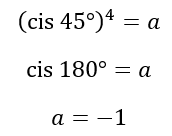 (cis 45°)⁴ = a
cis 180° = a
a = −1